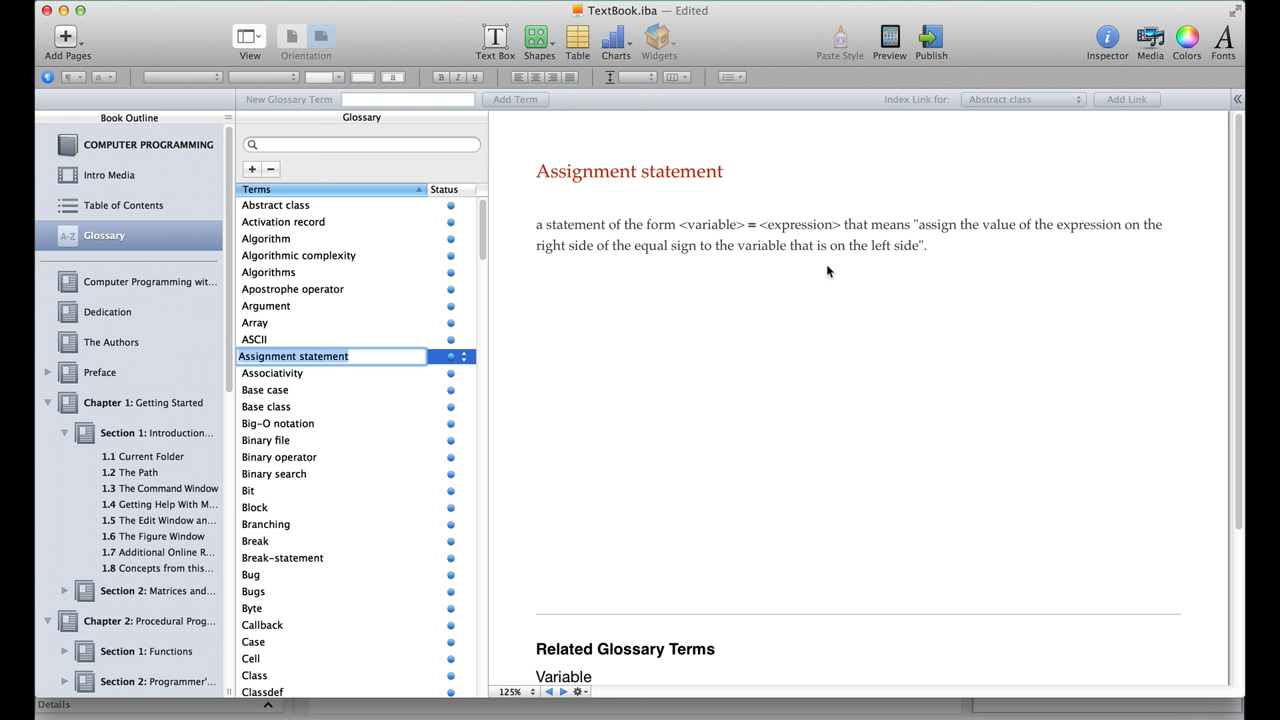 TextBook.iba — Edited
Add Pages
View
Orientation
Text Box
Shapes
Table
Charts
Widgets
Paste Style
Preview
Publish
Inspector
Media
Colors
Fonts
New Glossary Term
Add Term
Index Link for:
Abstract class
Add Link
Book Outline
COMPUTER PROGRAMMING
Intro Media
Table of Contents
A-Z Glossary
Computer Programming wit...
Dedication
The Authors
Preface
Chapter 1: Getting Started
Section 1: Introduction...
1.1 Current Folder
1.2 The Path
1.3 The Command Window
1.4 Getting Help With M...
1.5 The Edit Window an...
1.6 The Figure Window
1.7 Additional Online R...
1.8 Concepts from this...
Section 2: Matrices and...
Chapter 2: Procedural Prog...
Section 1: Functions
Section 2: Programmer'...
Glossary
Terms
Status
Abstract class
Activation record
Algorithm
Algorithmic complexity
Algorithms
Apostrophe operator
Argument
Array
ASCII
Assignment statement
Associativity
Base case
Base class
Big-O notation
Binary file
Binary operator
Binary search
Bit
Block
Branching
Break
Break-statement
Bug
Bugs
Byte
Callback
Case
Cell
Class
Classdef
Assignment statement
a statement of the form <variable> = <expression> that means "assign the value of the expression on the
right side of the equal sign to the variable that is on the left side".
Related Glossary Terms
Variable
125%
Details